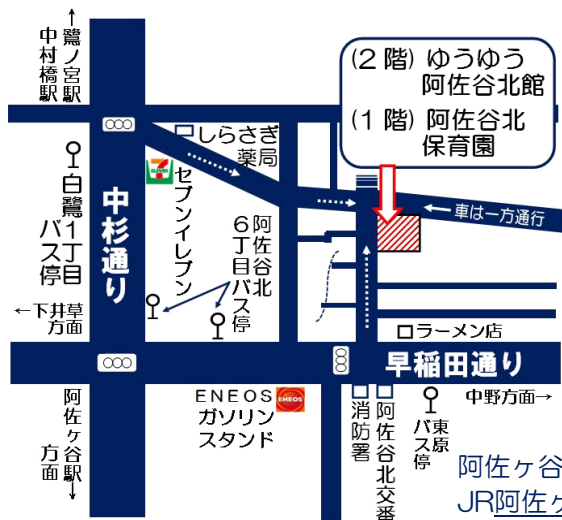 ↑鷺ノ宮駅
中村橋駅
(2階) ゆうゆう
阿佐谷北館
(1階) 阿佐谷北
保育園
しらさぎ
薬局
セブンイレブン
白鷺1丁目
バス停
中杉通り
阿佐谷北
6丁目バス停
←車は一方通行
←下井草
方面
ラーメン店
早稲田通り
中野方面→
ENEOS
ガソリン
スタンド
ENEOS
消防署
阿佐谷北交番
東原
バス停
阿佐ヶ谷駅↓
方面
阿佐ヶ谷
JR阿佐ヶ